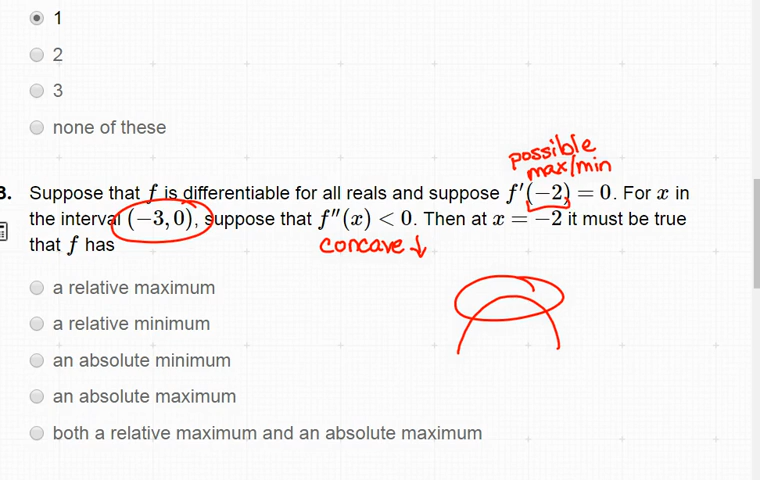 1
2
3
none of these
possible
max/min
3. Suppose that f is differentiable for all reals and suppose f′(−2) = 0. For x in
the interval (−3, 0), suppose that f″(x) < 0. Then at x = −2 it must be true
that f has
concave ↓
a relative maximum
a relative minimum
an absolute minimum
an absolute maximum
both a relative maximum and an absolute maximum